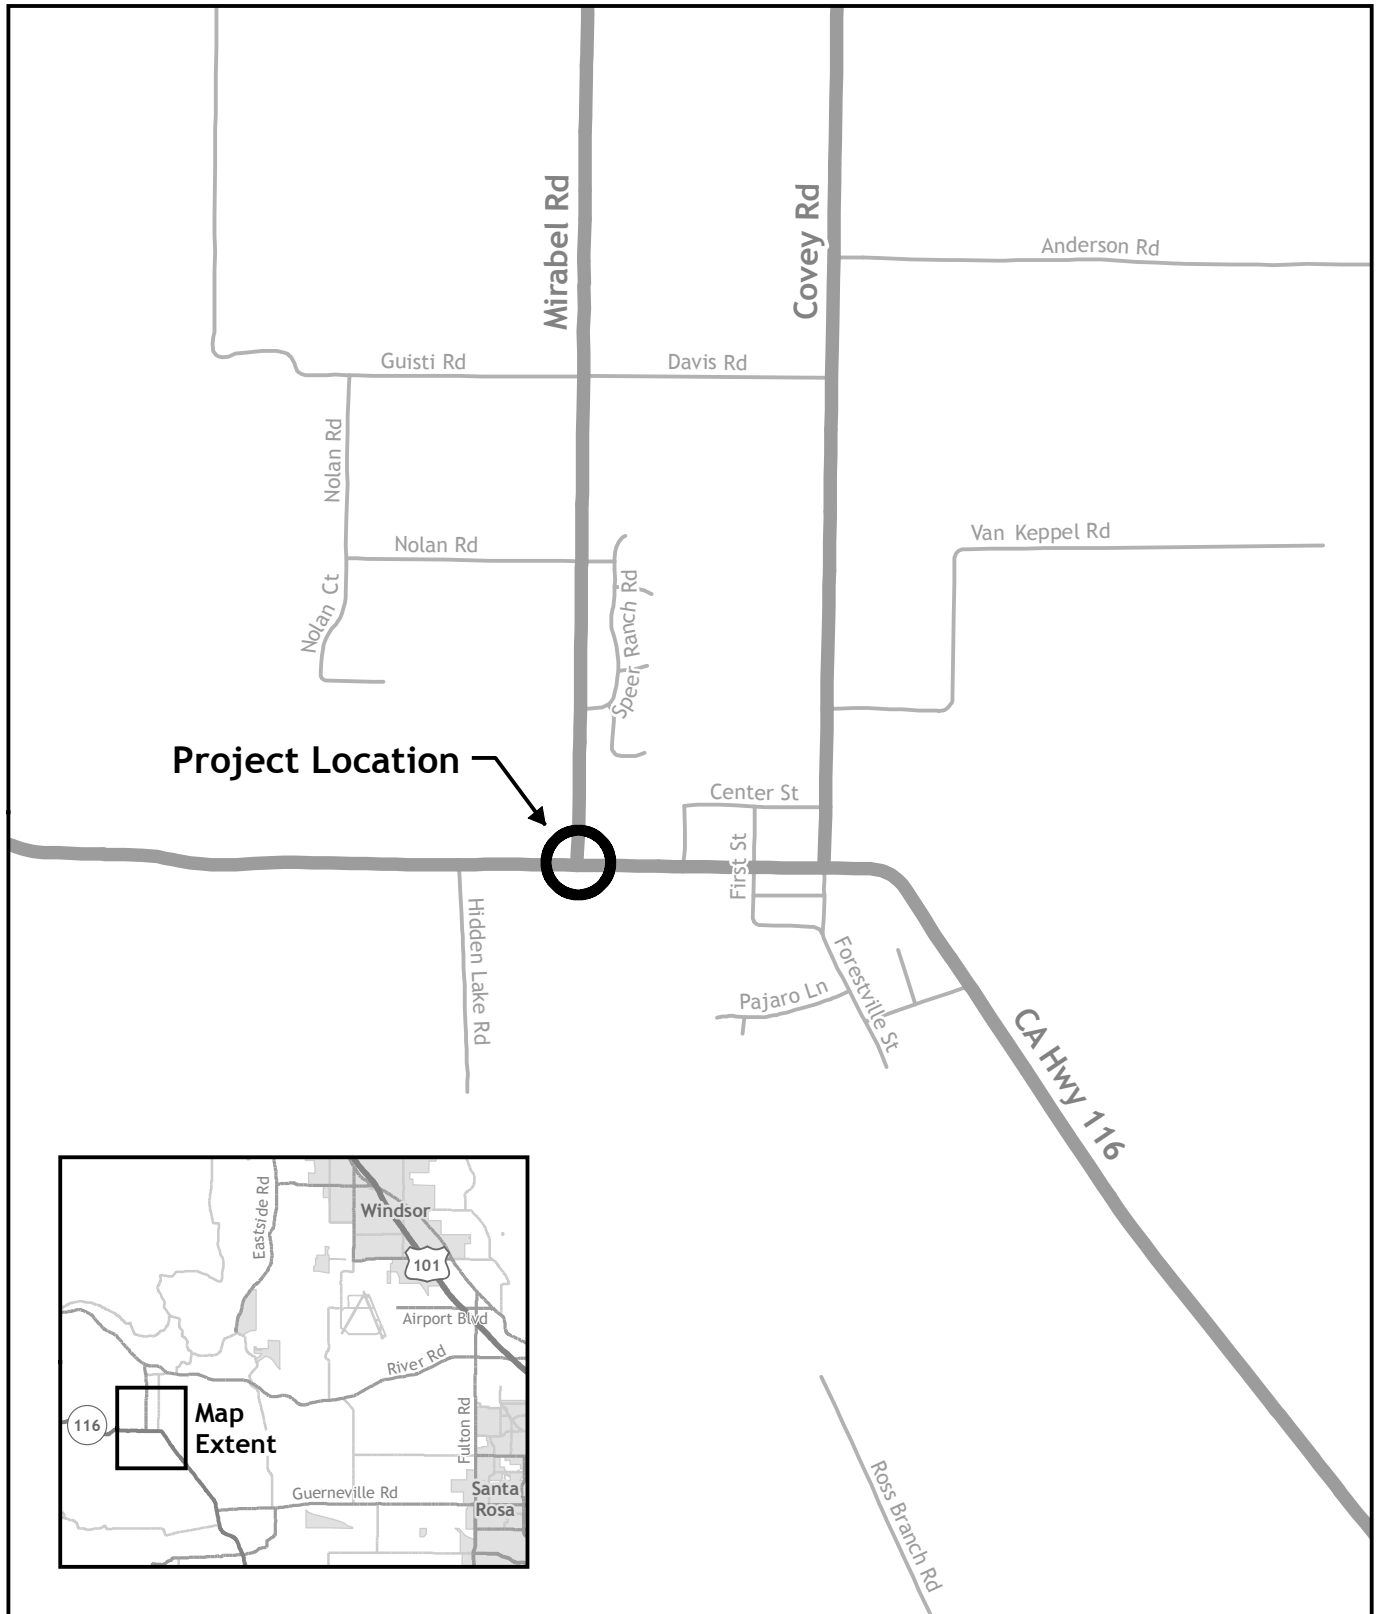 Mirabel Rd
Covey Rd
Anderson Rd
Guisti Rd
Davis Rd
Nolan Rd
Van Keppel Rd
Nolan Rd
Nolan Ct
Speer Ranch Rd
Project Location
Center St
First St
Hidden Lake Rd
Forestville St
Pajaro Ln
CA Hwy 116
Eastside Rd
Windsor
101
Airport Blvd
River Rd
Map
Extent
116
Fulton Rd
Guerneville Rd
Santa
Rosa
Ross Branch Rd